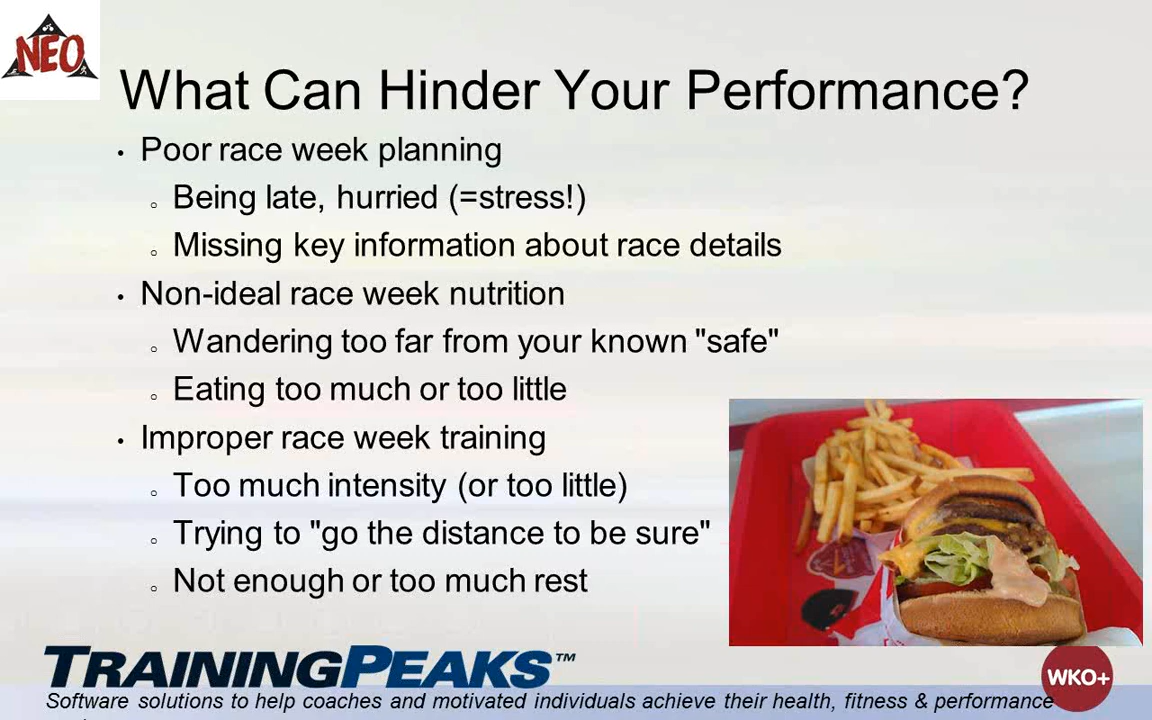 NEO
What Can Hinder Your Performance?
• Poor race week planning
o Being late, hurried (=stress!)
o Missing key information about race details
• Non-ideal race week nutrition
o Wandering too far from your known "safe"
o Eating too much or too little
• Improper race week training
o Too much intensity (or too little)
o Trying to "go the distance to be sure"
o Not enough or too much rest
TRAININGPEAKS™
WKO+
Software solutions to help coaches and motivated individuals achieve their health, fitness & performance